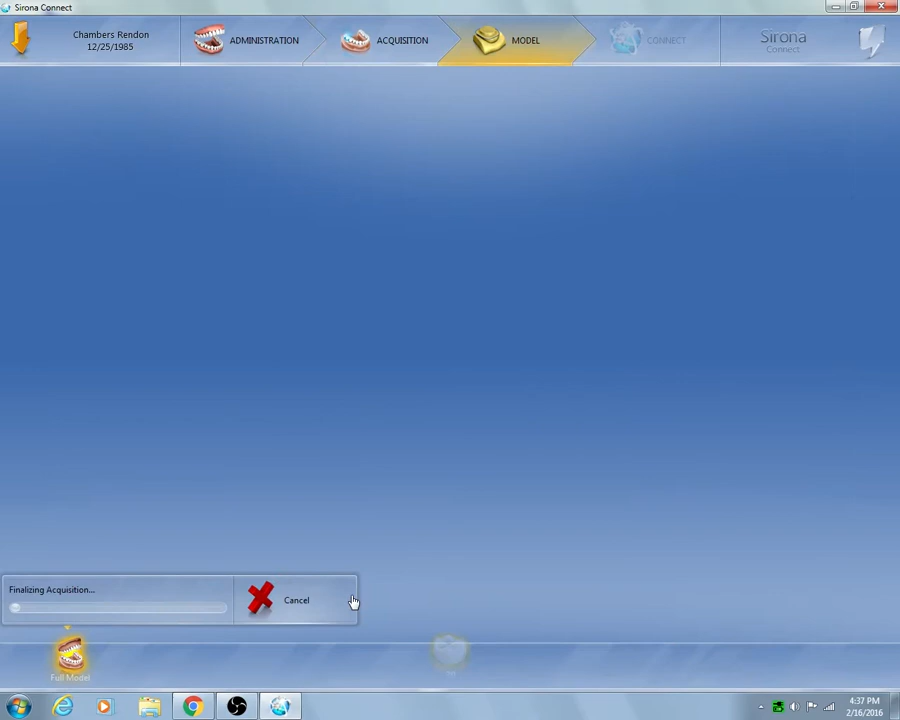 Sirona Connect
Chambers Rendon
12/25/1985
ADMINISTRATION
ACQUISITION
MODEL
CONNECT
Sirona
Connect
Finalizing Acquisition...
Cancel
Full Model
4:37 PM
2/16/2016